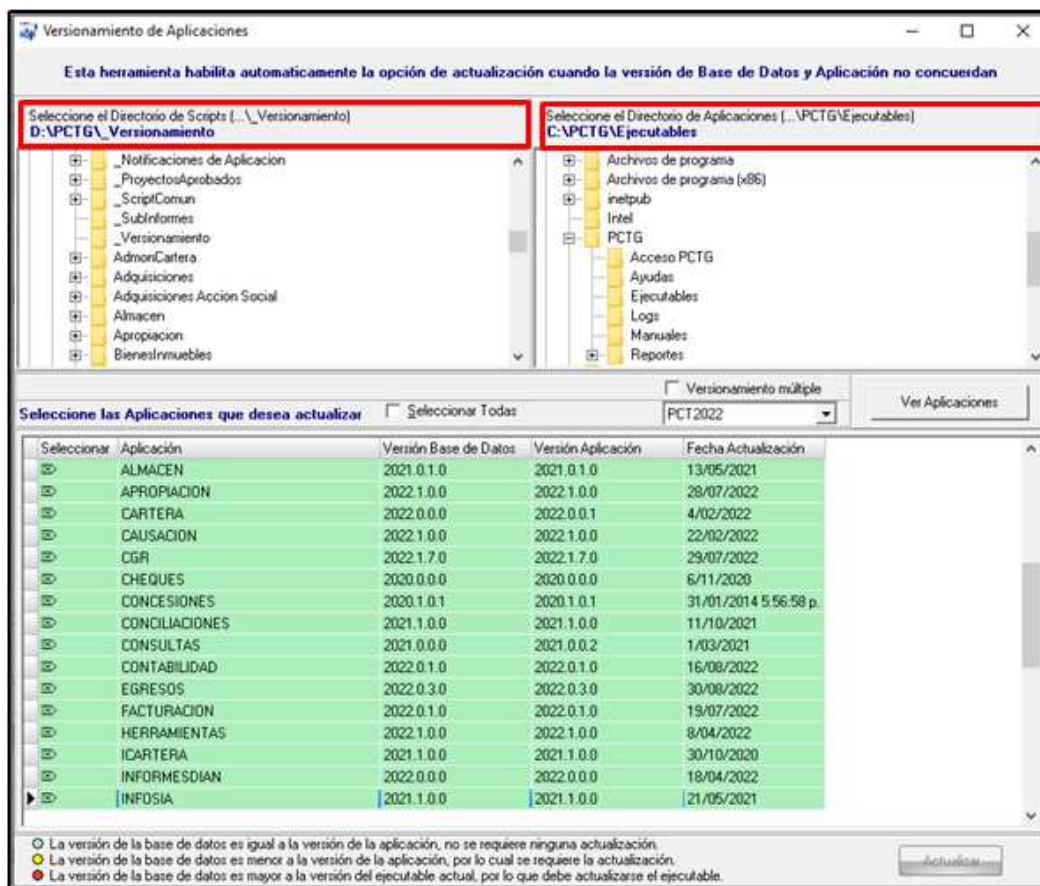 Versionamiento de Aplicaciones
Esta herramienta habilita automaticamente la opción de actualización cuando la versión de Base de Datos y Aplicación no concuerdan
Seleccione el Directorio de Scripts (...\_Versionamiento)
D:\PCTG\_Versionamiento
Seleccione el Directorio de Aplicaciones (...\PCTG\Ejecutables)
C:\PCTG\Ejecutables
_Notificaciones de Aplicacion
_ProyectosAprobados
_ScriptComun
_SubInformes
_Versionamiento
AdmonCartera
Adquisiciones
Adquisiciones Accion Social
Almacen
Apropiacion
BienesInmuebles
Archivos de programa
Archivos de programa (x86)
inetpub
Intel
PCTG
Acceso PCTG
Ayudas
Ejecutables
Logs
Manuales
Reportes
Seleccione las Aplicaciones que desea actualizar
Seleccionar Todas
Versionamiento múltiple
PCT2022
Ver Aplicaciones
Seleccionar Aplicación Versión Base de Datos Versión Aplicación Fecha Actualización
ALMACEN 2021.0.1.0 2021.0.1.0 13/05/2021
APROPIACION 2022.1.0.0 2022.1.0.0 28/07/2022
CARTERA 2022.0.0.0 2022.0.0.1 4/02/2022
CAUSACION 2022.1.0.0 2022.1.0.0 22/02/2022
CGR 2022.1.7.0 2022.1.7.0 29/07/2022
CHEQUES 2020.0.0.0 2020.0.0.0 6/11/2020
CONCESIONES 2020.1.0.1 2020.1.0.1 31/01/2014 5:56:58 p.
CONCILIACIONES 2021.1.0.0 2021.1.0.0 11/10/2021
CONSULTAS 2021.0.0.0 2021.0.0.2 1/03/2021
CONTABILIDAD 2022.0.1.0 2022.0.1.0 16/08/2022
EGRESOS 2022.0.3.0 2022.0.3.0 30/08/2022
FACTURACION 2022.0.1.0 2022.0.1.0 19/07/2022
HERRAMIENTAS 2022.1.0.0 2022.1.0.0 8/04/2022
ICARTERA 2021.1.0.0 2021.1.0.0 30/10/2020
INFORMESDIAN 2022.0.0.0 2022.0.0.0 18/04/2022
INFOSIA 2021.1.0.0 2021.1.0.0 21/05/2021
La versión de la base de datos es igual a la versión de la aplicación, no se requiere ninguna actualización.
La versión de la base de datos es menor a la versión de la aplicación, por lo cual se requiere la actualización.
La versión de la base de datos es mayor a la versión del ejecutable actual, por lo que debe actualizarse el ejecutable.
Actualizar